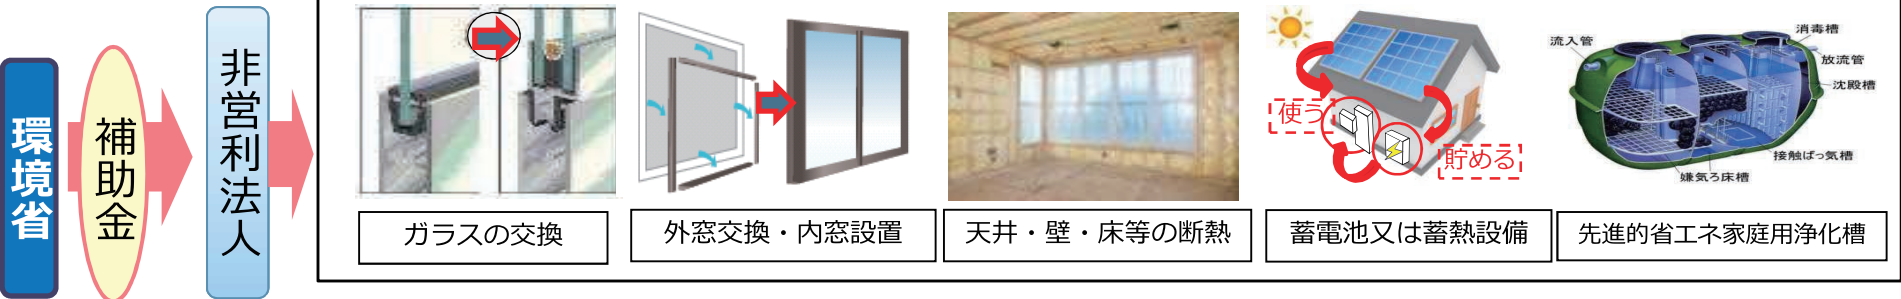 環境省
補助金
非営利法人
ガラスの交換
外窓交換・内窓設置
天井・壁・床等の断熱
使う
貯める
蓄電池又は蓄熱設備
流入管
消毒槽
放流管
沈殿槽
接触ばっ気槽
嫌気ろ床槽
先進的省エネ家庭用浄化槽